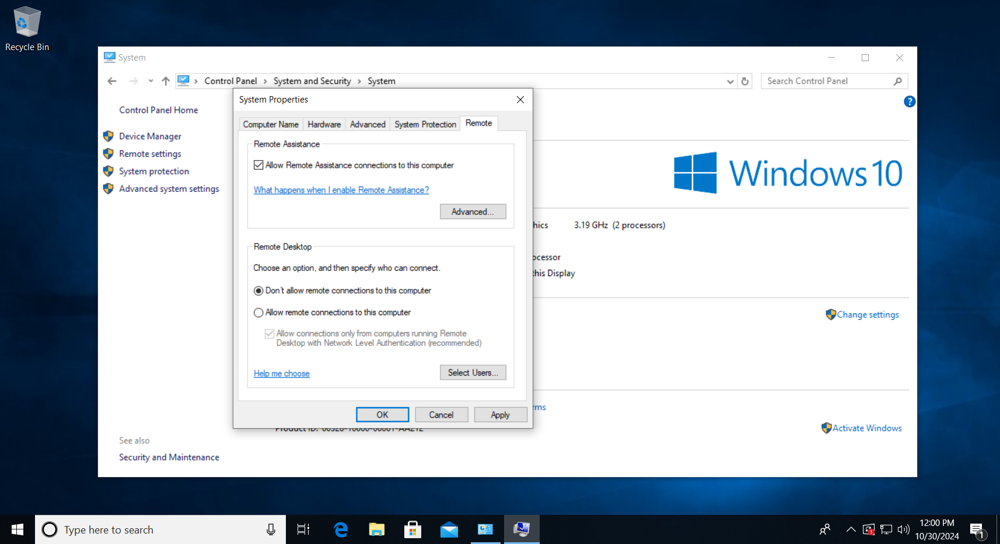 Recycle Bin
System
Control Panel
System and Security
System
Search Control Panel
System Properties
Control Panel Home
Device Manager
Remote settings
System protection
Advanced system settings
Computer Name
Hardware
Advanced
System Protection
Remote
Remote Assistance
Allow Remote Assistance connections to this computer
What happens when I enable Remote Assistance?
Advanced...
Remote Desktop
Choose an option, and then specify who can connect.
Don't allow remote connections to this computer
Allow remote connections to this computer
Allow connections only from computers running Remote
Desktop with Network Level Authentication (recommended)
Help me choose
Select Users...
OK
Cancel
Apply
?
Windows 10
hics
3.19 GHz (2 processors)
ocessor
this Display
Change settings
rms
Activate Windows
See also
Security and Maintenance
Type here to search
12:00 PM
10/30/2024
1